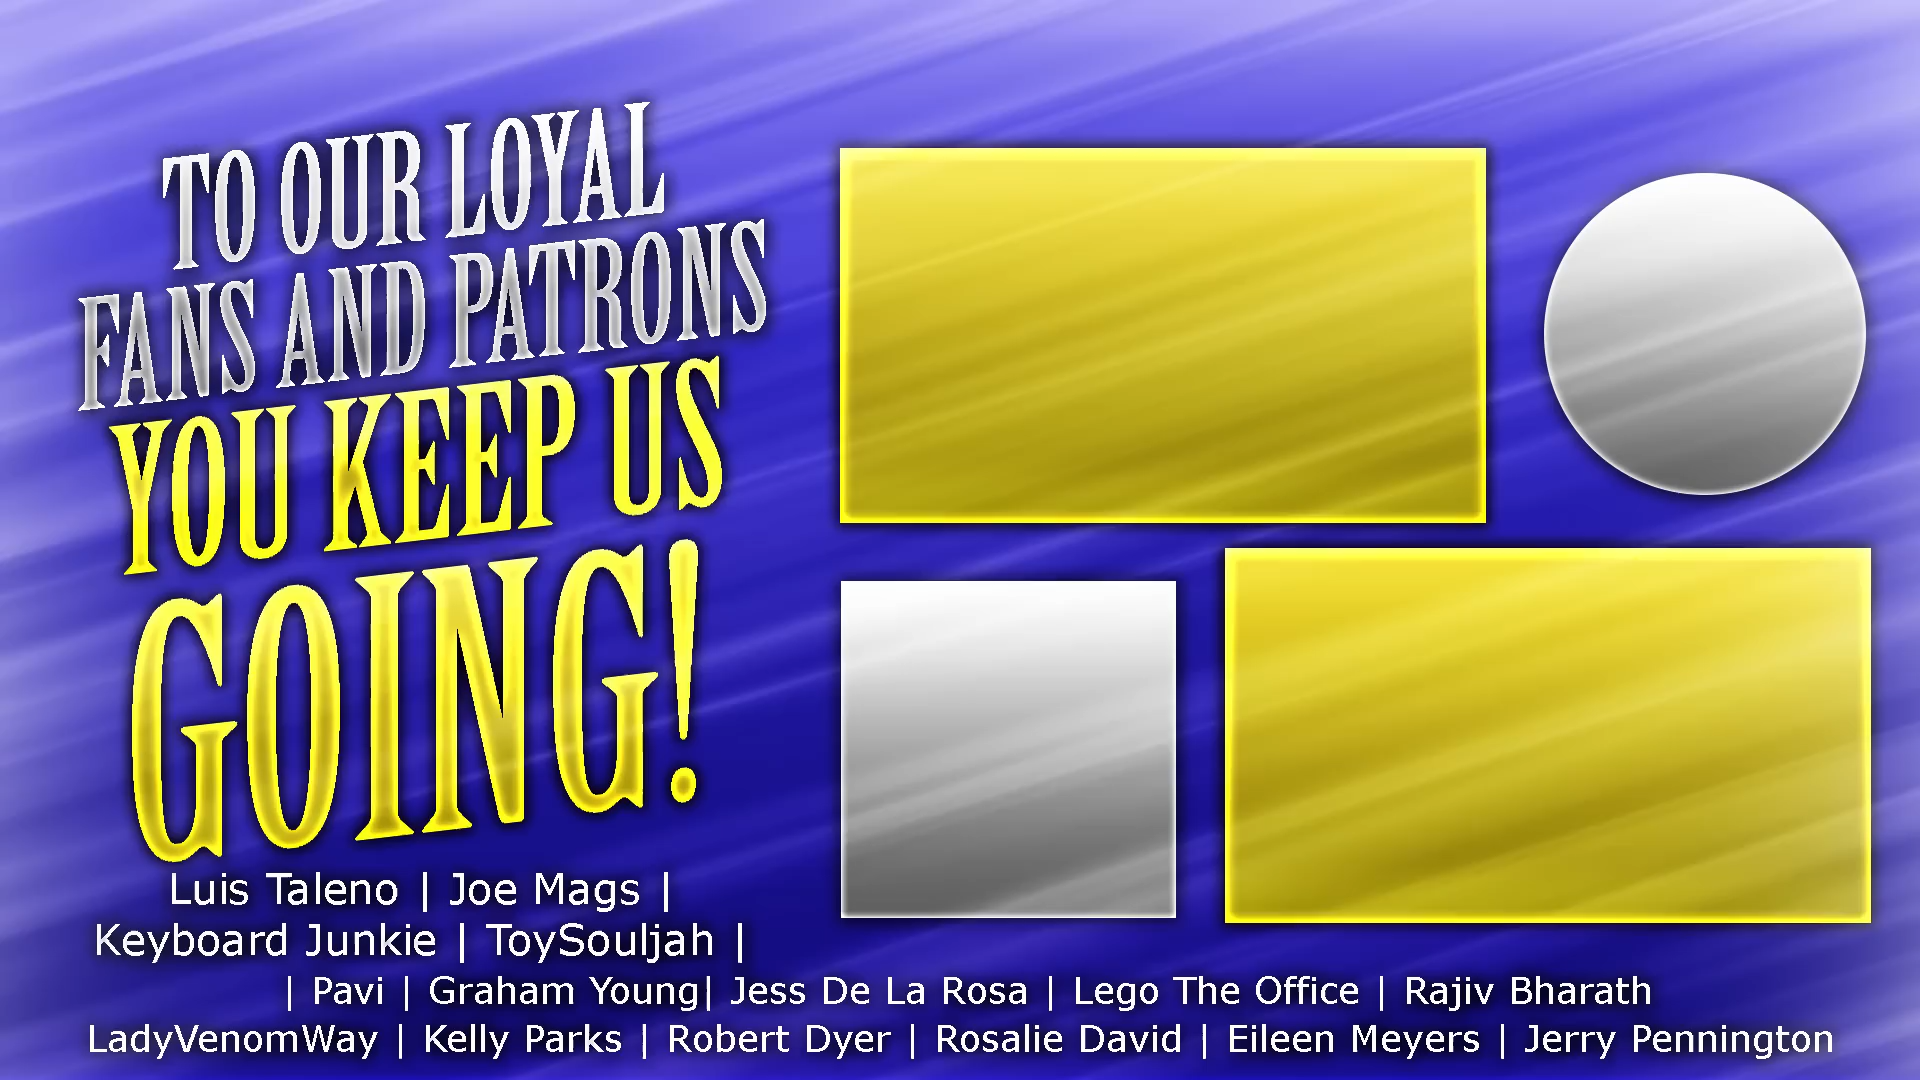 TO OUR LOYAL
FANS AND PATRONS
YOU KEEP US
GOING!
Luis Taleno | Joe Mags |
Keyboard Junkie | ToySouljah |
| Pavi | Graham Young| Jess De La Rosa | Lego The Office | Rajiv Bharath
LadyVenomWay | Kelly Parks | Robert Dyer | Rosalie David | Eileen Meyers | Jerry Pennington